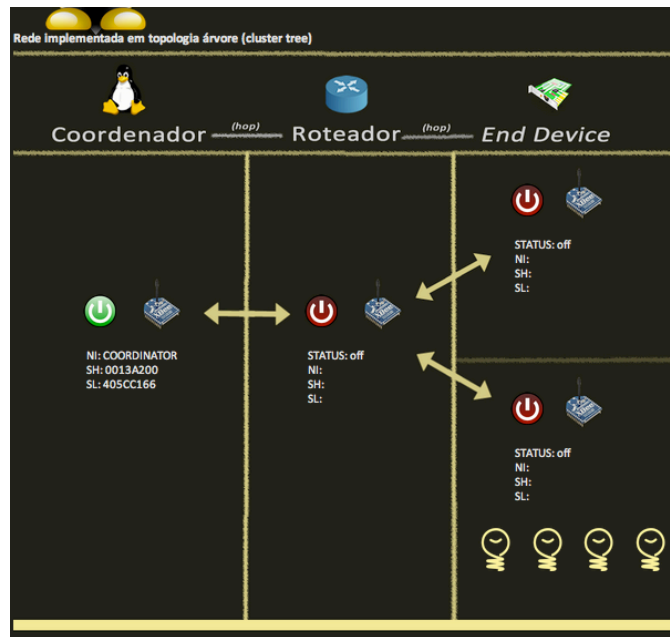 Rede implementada em topologia árvore (cluster tree)
Coordenador (hop) Roteador (hop) End Device
STATUS: off
NI:
SH:
SL:
NI: COORDINATOR
SH: 0013A200
SL: 405CC166
STATUS: off
NI:
SH:
SL:
STATUS: off
NI:
SH:
SL: